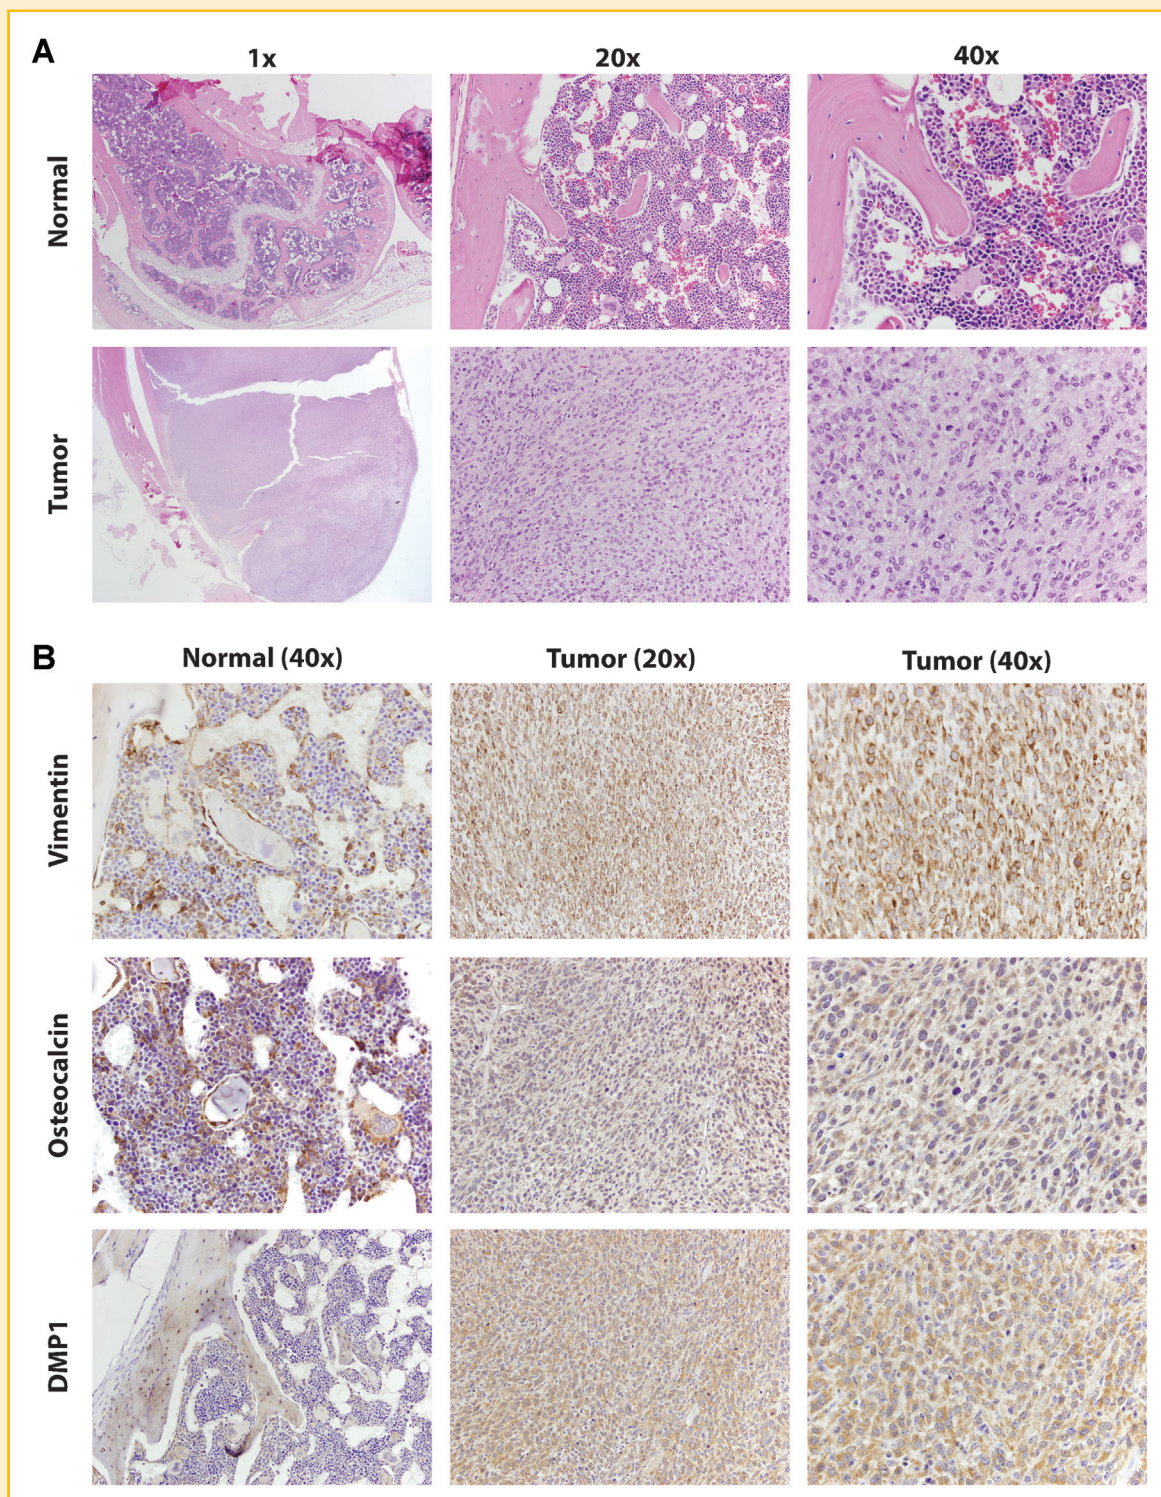 A
1x
20x
40x
Normal
Tumor
B
Normal (40x)
Tumor (20x)
Tumor (40x)
Vimentin
Osteocalcin
DMP1